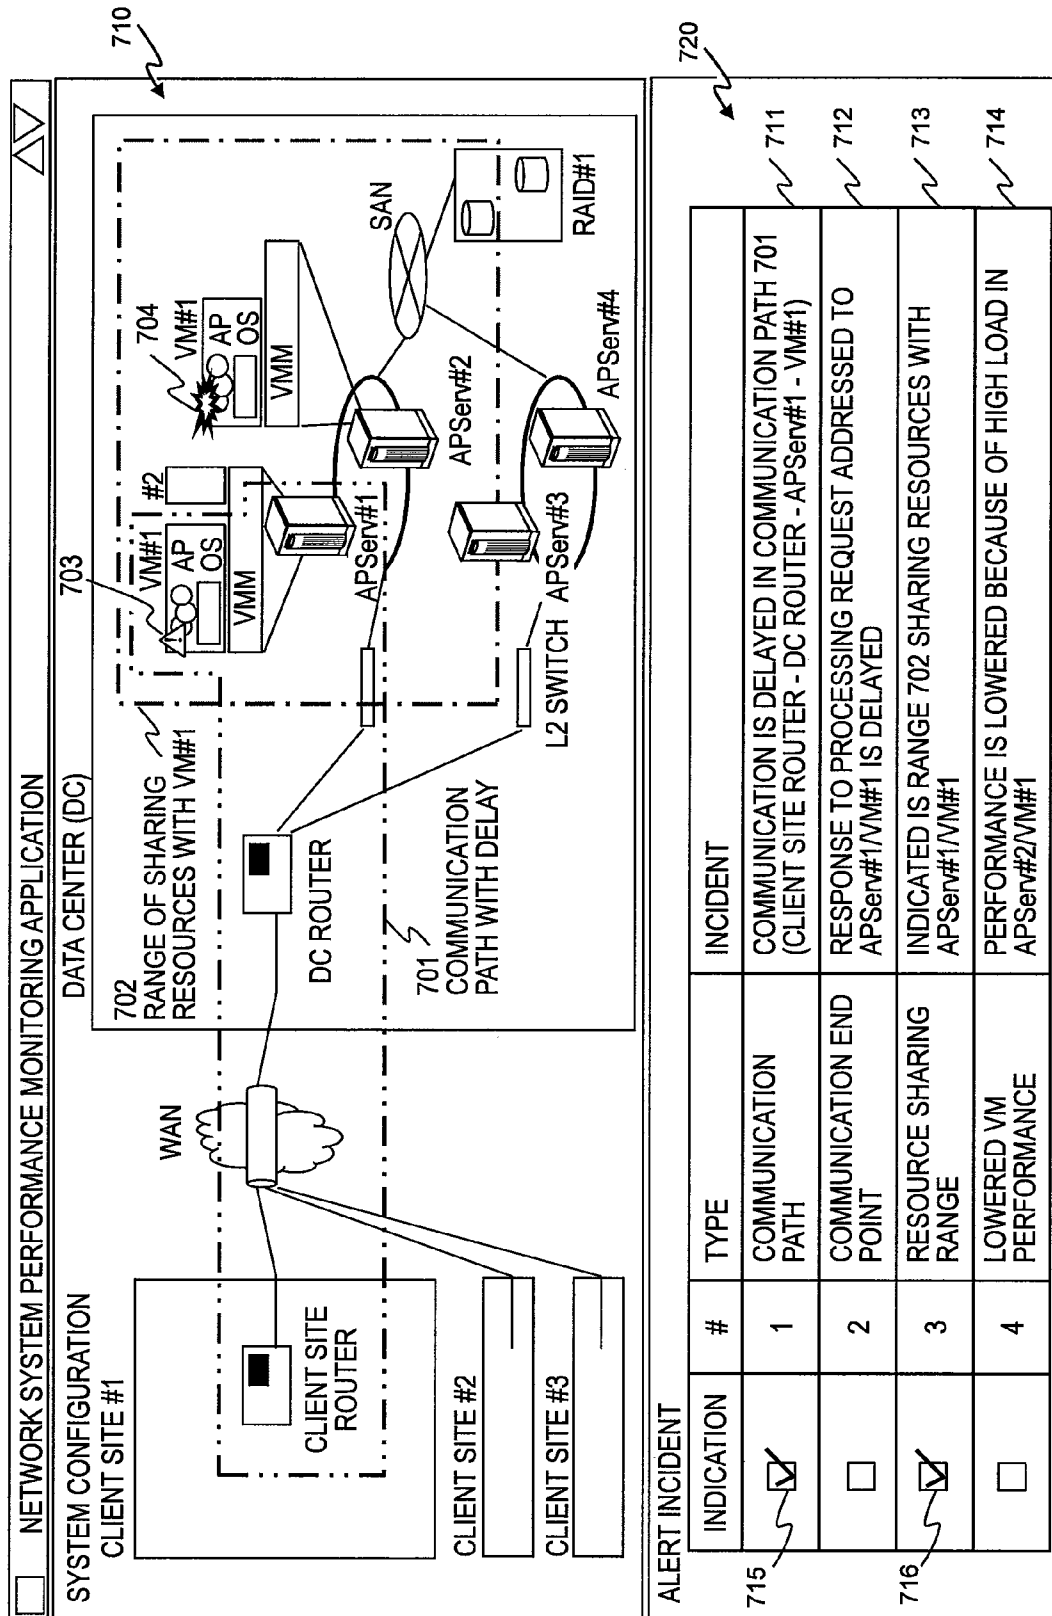 NETWORK SYSTEM PERFORMANCE MONITORING APPLICATION
710
SYSTEM CONFIGURATION
CLIENT SITE #1
CLIENT SITE
ROUTER
CLIENT SITE #2
CLIENT SITE #3
WAN
DATA CENTER (DC)
702
RANGE OF SHARING
RESOURCES WITH VM#1
DC ROUTER
701
COMMUNICATION
PATH WITH DELAY
703
VM#1
#2
AP
OS
VMM
704
VM#1
AP
OS
VMM
APServ#1
APServ#2
L2 SWITCH
APServ#3
APServ#4
SAN
RAID#1
720
ALERT INCIDENT
INDICATION
#
TYPE
INCIDENT
715
1
COMMUNICATION
PATH
COMMUNICATION IS DELAYED IN COMMUNICATION PATH 701
(CLIENT SITE ROUTER - DC ROUTER - APServ#1 - VM#1)
711
2
COMMUNICATION END
POINT
RESPONSE TO PROCESSING REQUEST ADDRESSED TO
APServ#1/VM#1 IS DELAYED
712
716
3
RESOURCE SHARING
RANGE
INDICATED IS RANGE 702 SHARING RESOURCES WITH
APServ#1/VM#1
713
4
LOWERED VM
PERFORMANCE
PERFORMANCE IS LOWERED BECAUSE OF HIGH LOAD IN
APServ#2/VM#1
714